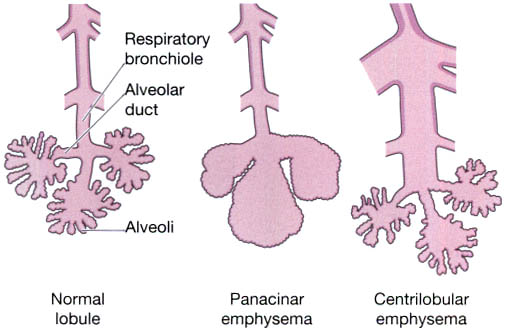 Respiratory
bronchiole
Alveolar
duct
Alveoli
Normal
lobule
Panacinar
emphysema
Centrilobular
emphysema